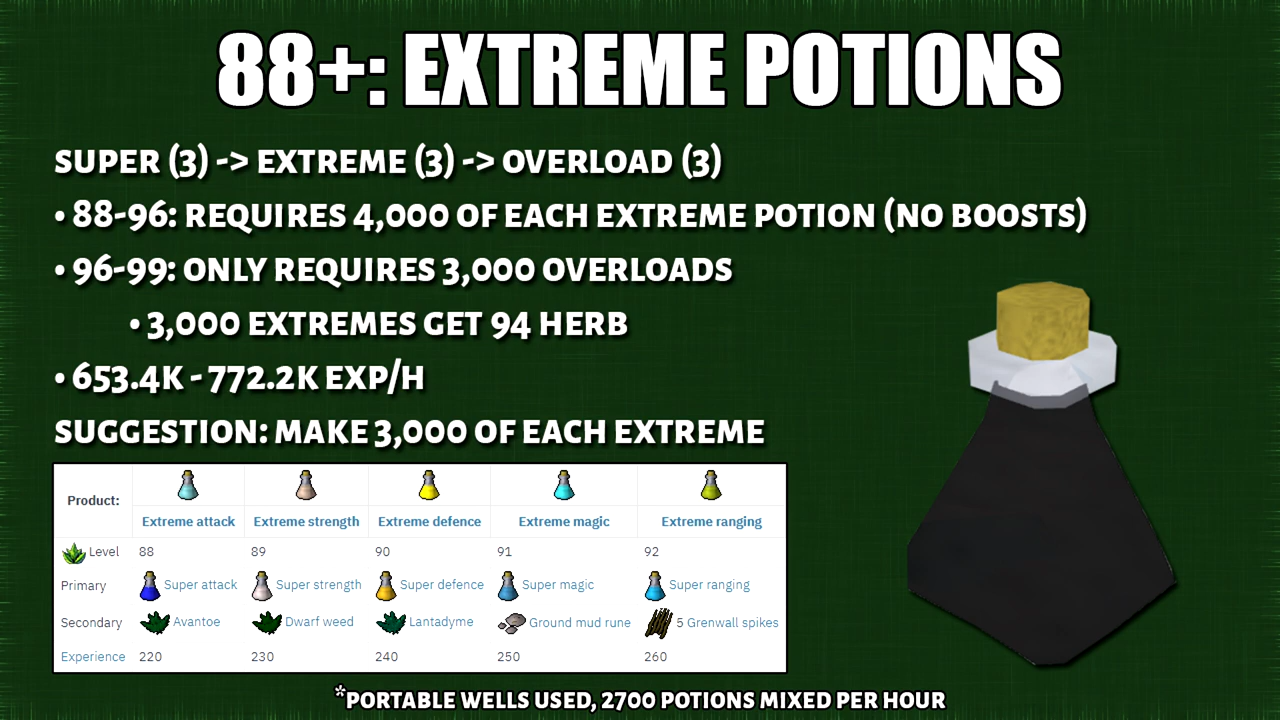 88+: EXTREME POTIONS
SUPER (3) -> EXTREME (3) -> OVERLOAD (3)
• 88-96: REQUIRES 4,000 OF EACH EXTREME POTION (NO BOOSTS)
• 96-99: ONLY REQUIRES 3,000 OVERLOADS
• 3,000 EXTREMES GET 94 HERB
• 653.4K - 772.2K EXP/H
SUGGESTION: MAKE 3,000 OF EACH EXTREME
Product:
Extreme attack Extreme strength Extreme defence Extreme magic Extreme ranging
Level 88 89 90 91 92
Primary Super attack Super strength Super defence Super magic Super ranging
Secondary Avantoe Dwarf weed Lantadyme Ground mud rune 5 Grenwall spikes
Experience 220 230 240 250 260
*PORTABLE WELLS USED, 2700 POTIONS MIXED PER HOUR